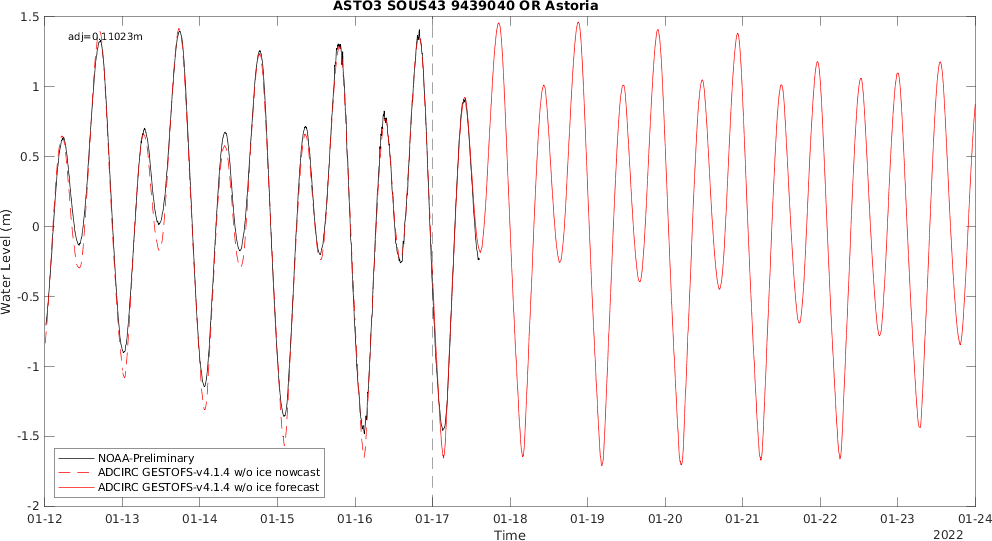 ASTO3 SOUS43 9439040 OR Astoria
adj=0.11023m
1.5
1
0.5
0
-0.5
-1
-1.5
-2
Water Level (m)
NOAA-Preliminary
ADCIRC GESTOFS-v4.1.4 w/o ice nowcast
ADCIRC GESTOFS-v4.1.4 w/o ice forecast
01-12 01-13 01-14 01-15 01-16 01-17 01-18 01-19 01-20 01-21 01-22 01-23 01-24
Time
2022